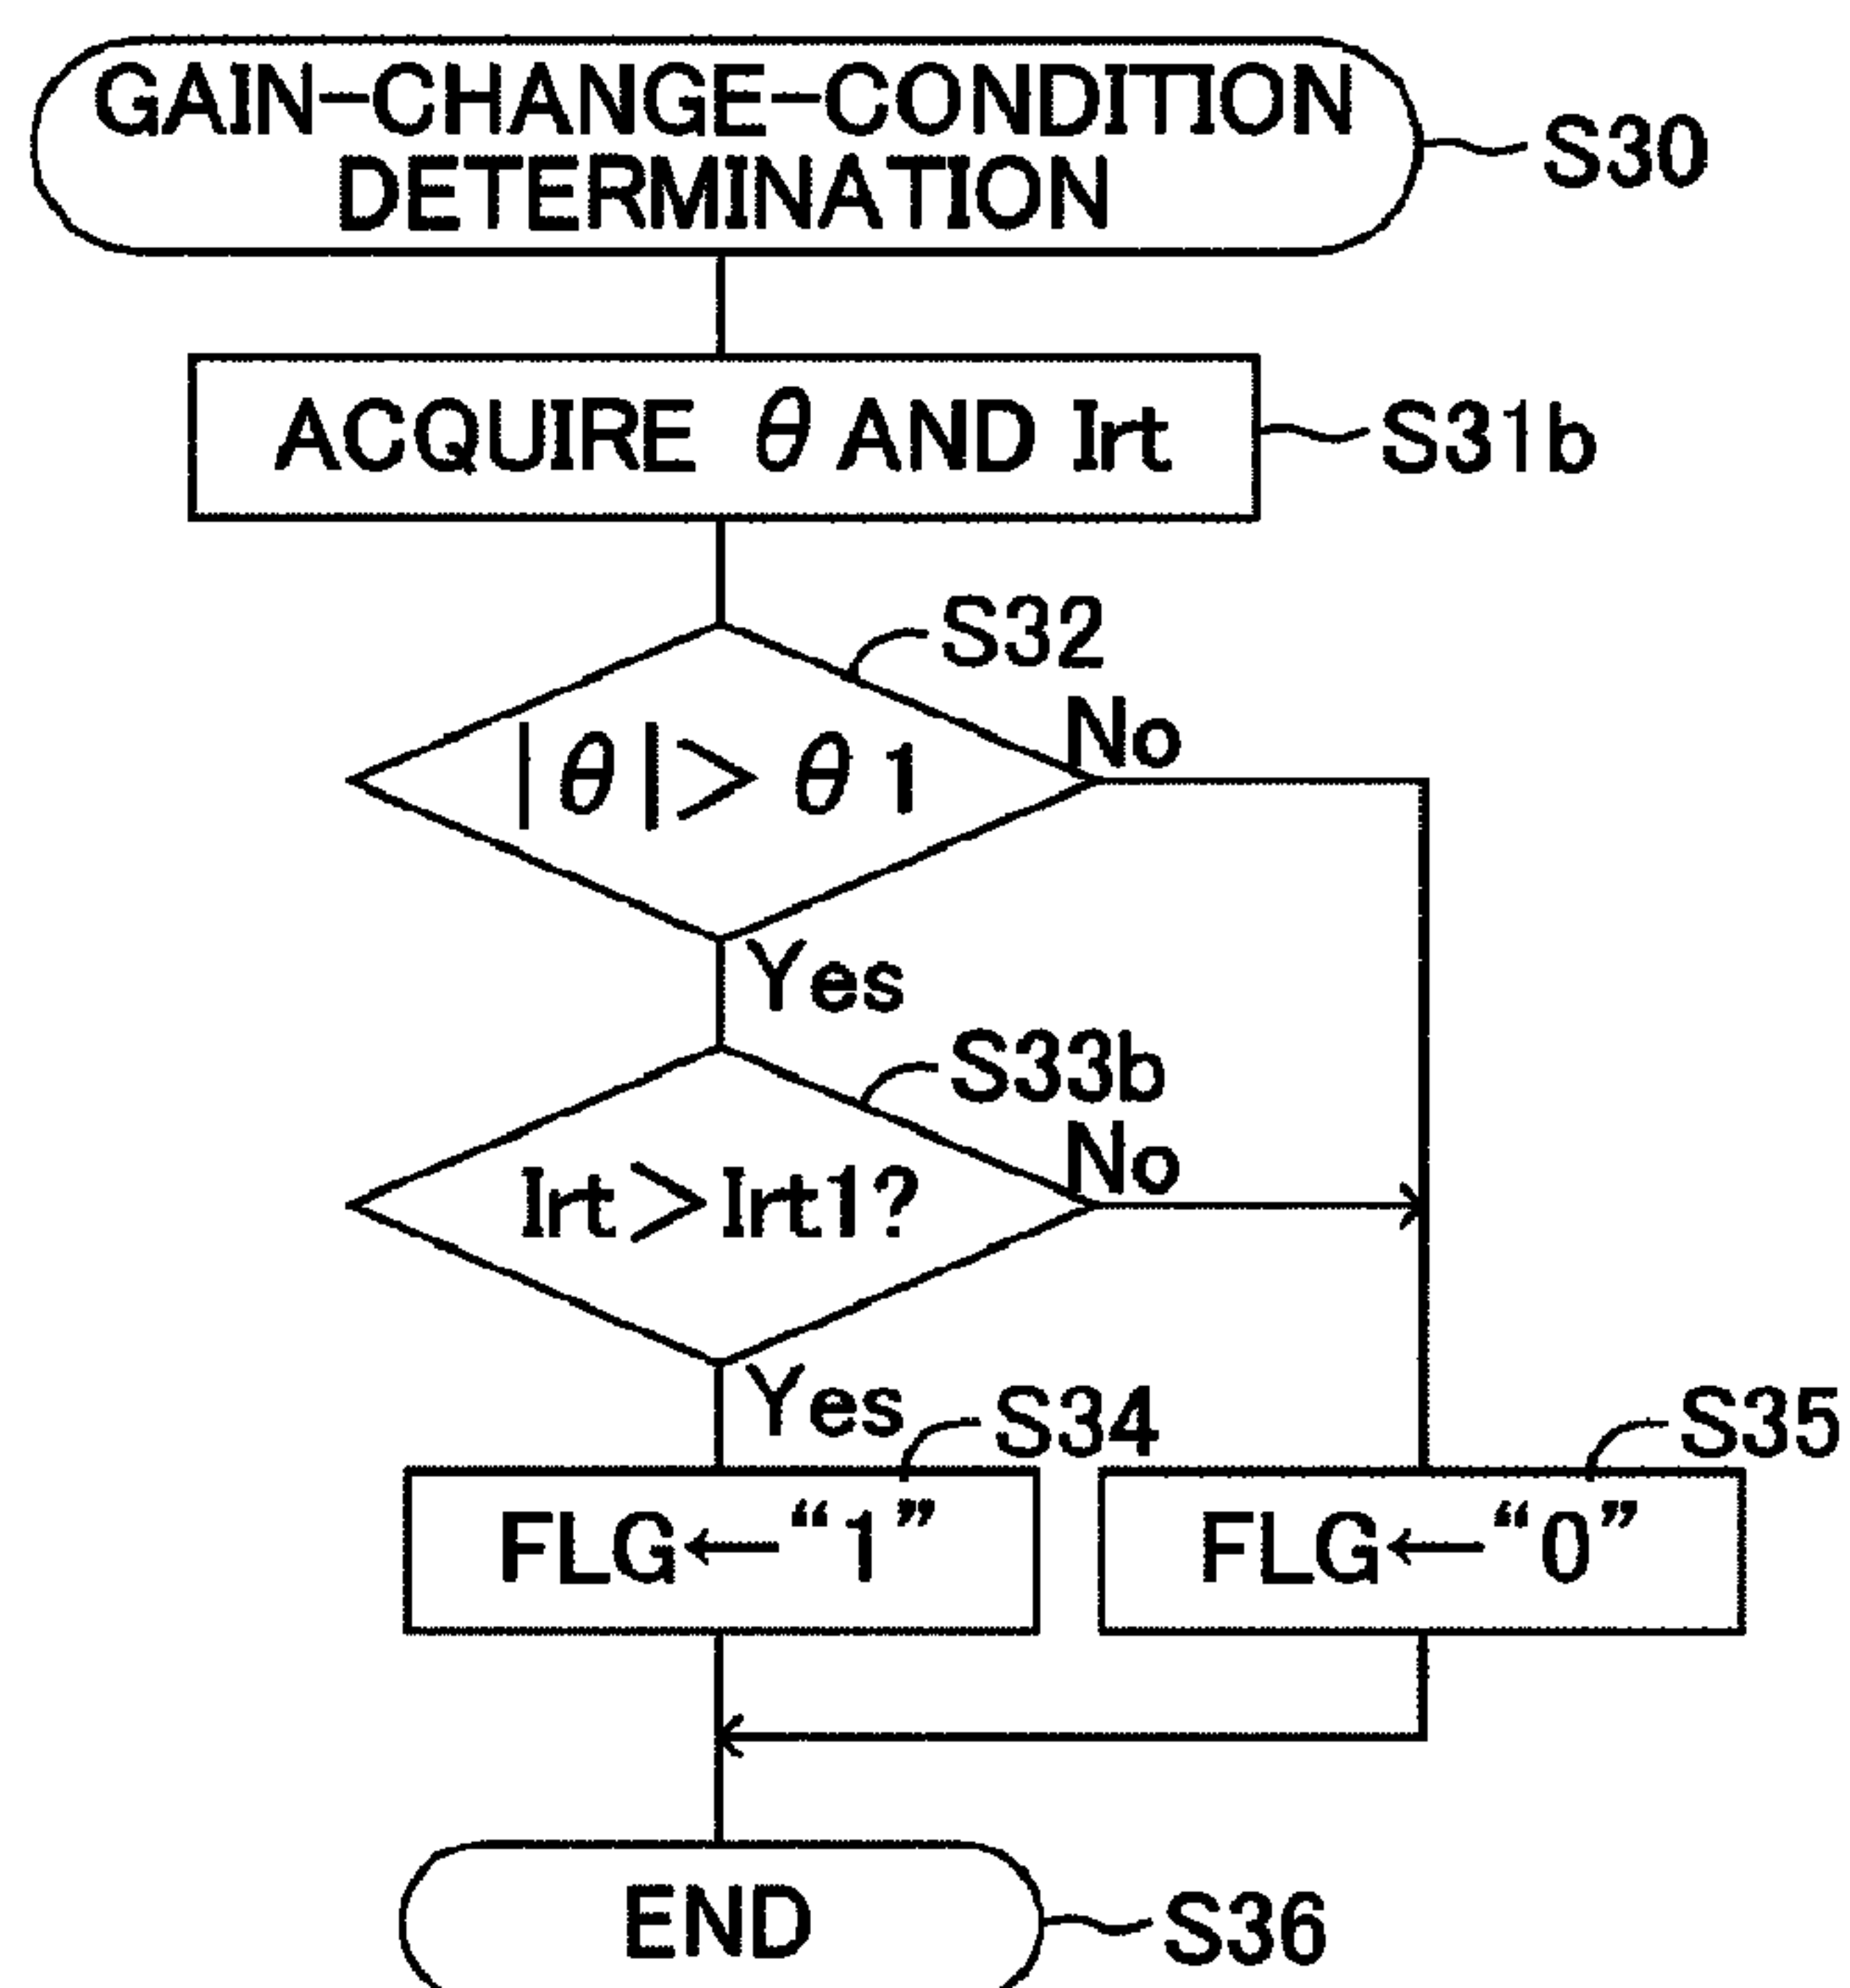 GAIN-CHANGE-CONDITION
DETERMINATION
S30
ACQUIRE θ AND Irt
S31b
S32
|θ|>θ1
No
Yes
S33b
Irt>Irt1?
No
Yes
S34
S35
FLG←“1”
FLG←“0”
END
S36